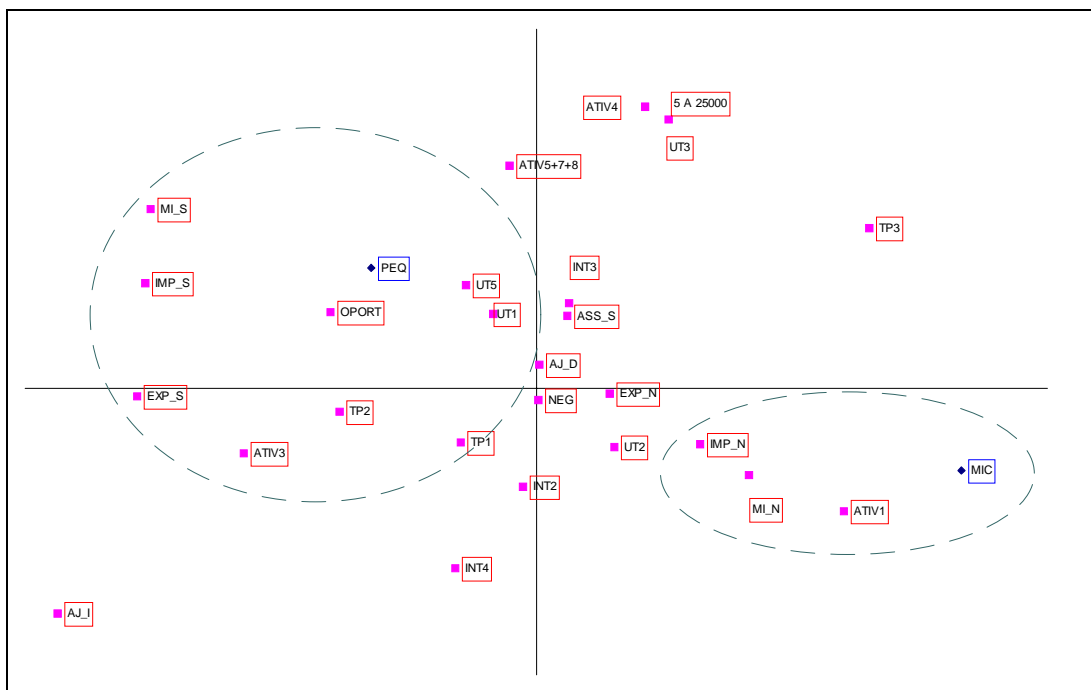 5 A 25000
ATIV4
UT3
ATIV5+7+8
MI_S
TP3
PEQ
INT3
IMP_S
UT5
OPORT
UT1
ASS_S
AJ_D
EXP_S
NEG
EXP_N
TP2
TP1
IMP_N
UT2
ATIV3
MIC
INT2
MI_N
ATIV1
INT4
AJ_I